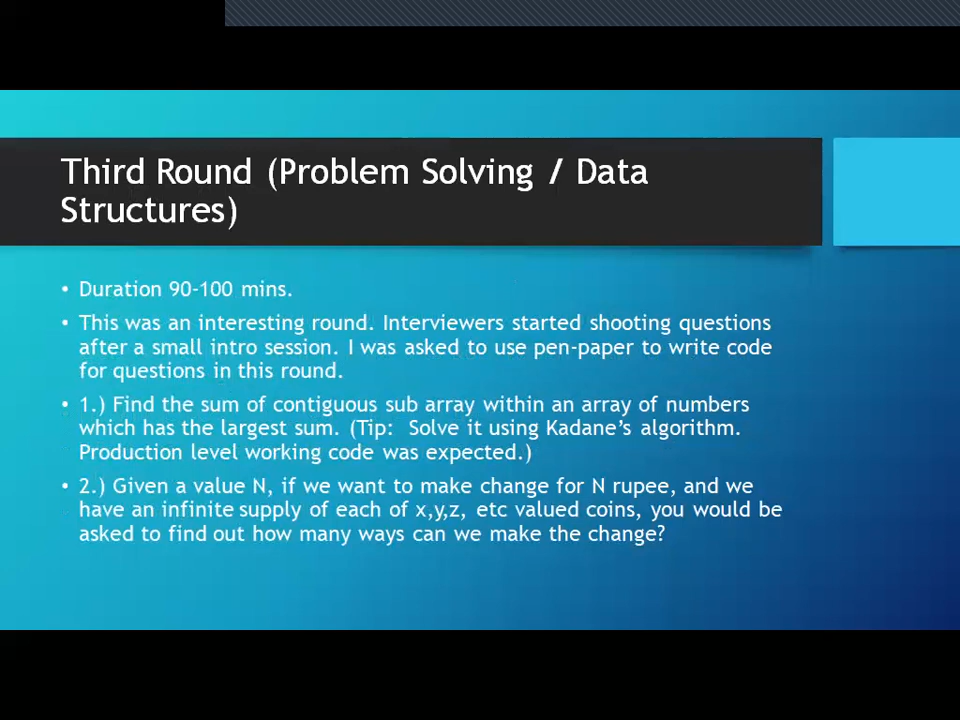 Third Round (Problem Solving / Data
Structures)
• Duration 90-100 mins.
• This was an interesting round. Interviewers started shooting questions
after a small intro session. I was asked to use pen-paper to write code
for questions in this round.
• 1.) Find the sum of contiguous sub array within an array of numbers
which has the largest sum. (Tip:  Solve it using Kadane’s algorithm.
Production level working code was expected.)
• 2.) Given a value N, if we want to make change for N rupee, and we
have an infinite supply of each of x,y,z, etc valued coins, you would be
asked to find out how many ways can we make the change?